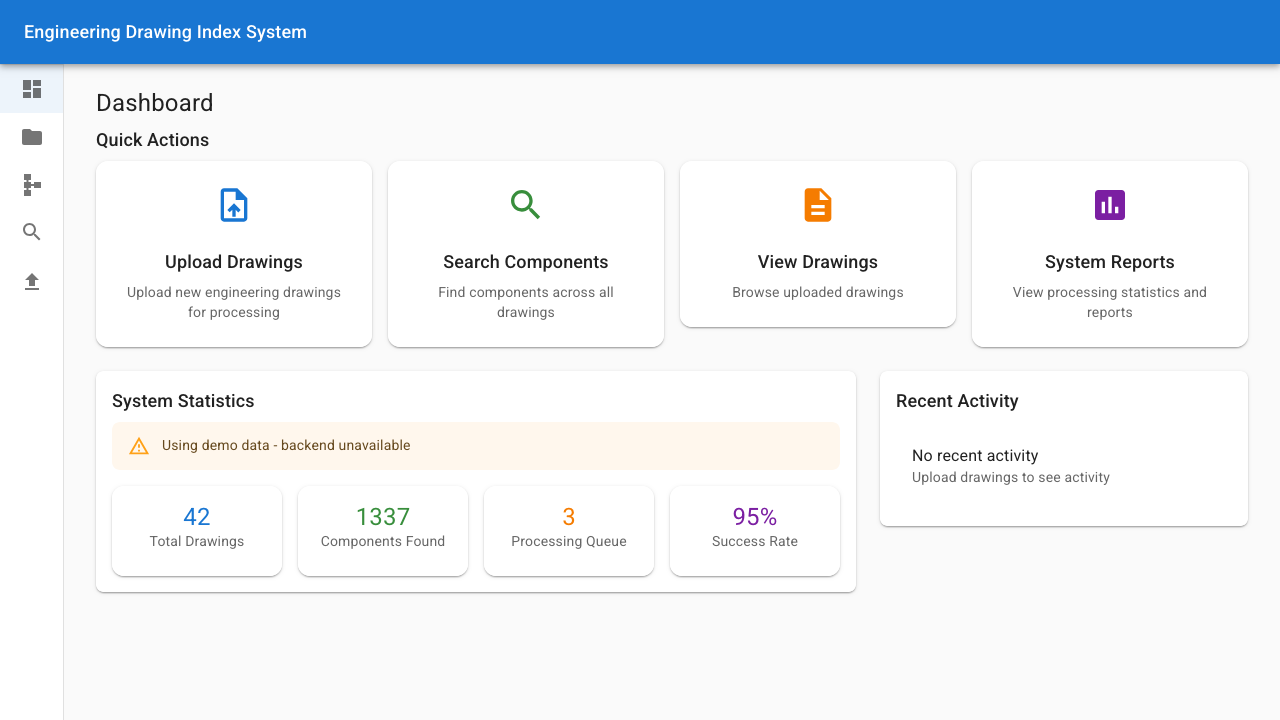 Engineering Drawing Index System
Dashboard
Quick Actions
Upload Drawings
Upload new engineering drawings
for processing
Search Components
Find components across all
drawings
View Drawings
Browse uploaded drawings
System Reports
View processing statistics and
reports
System Statistics
Using demo data - backend unavailable
42
Total Drawings
1337
Components Found
3
Processing Queue
95%
Success Rate
Recent Activity
No recent activity
Upload drawings to see activity